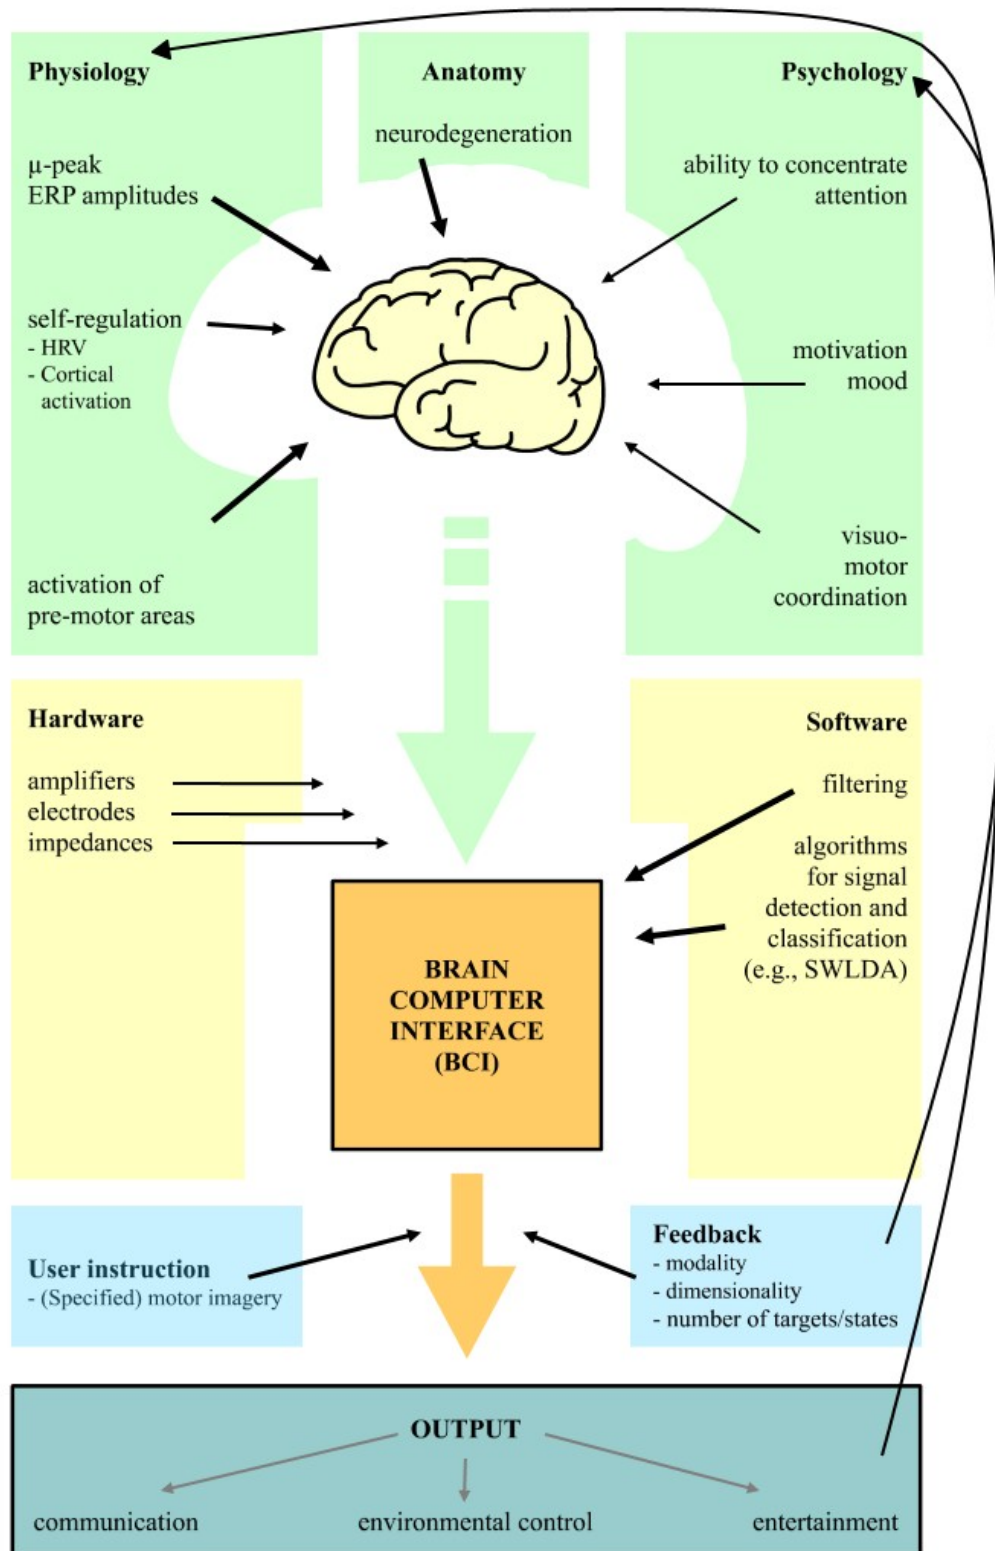 Physiology
µ-peak
ERP amplitudes
self-regulation
- HRV
- Cortical
activation
activation of
pre-motor areas
Anatomy
neurodegeneration
Psychology
ability to concentrate
attention
motivation
mood
visuo-
motor
coordination
Hardware
amplifiers
electrodes
impedances
Software
filtering
algorithms
for signal
detection and
classification
(e.g., SWLDA)
BRAIN
COMPUTER
INTERFACE
(BCI)
User instruction
- (Specified) motor imagery
Feedback
- modality
- dimensionality
- number of targets/states
OUTPUT
communication
environmental control
entertainment